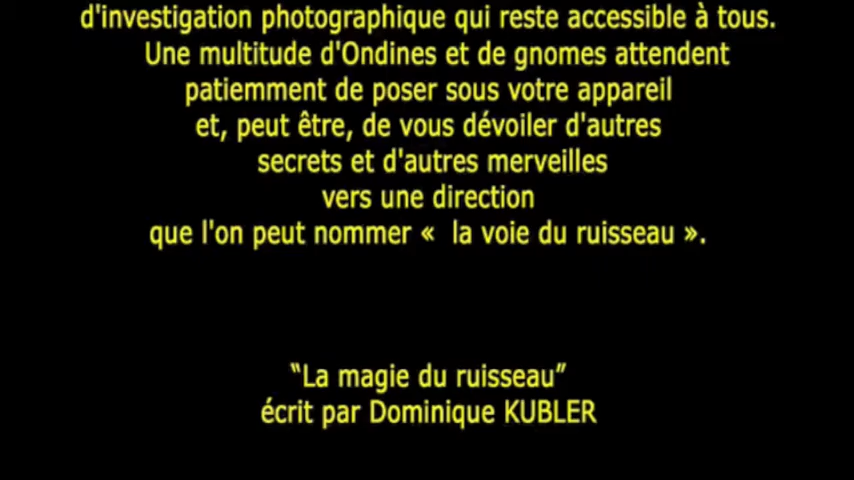 d'investigation photographique qui reste accessible à tous.
Une multitude d'Ondines et de gnomes attendent
patiemment de poser sous votre appareil
et, peut être, de vous dévoiler d'autres
secrets et d'autres merveilles
vers une direction
que l'on peut nommer «  la voie du ruisseau ».
“La magie du ruisseau”
écrit par Dominique KUBLER